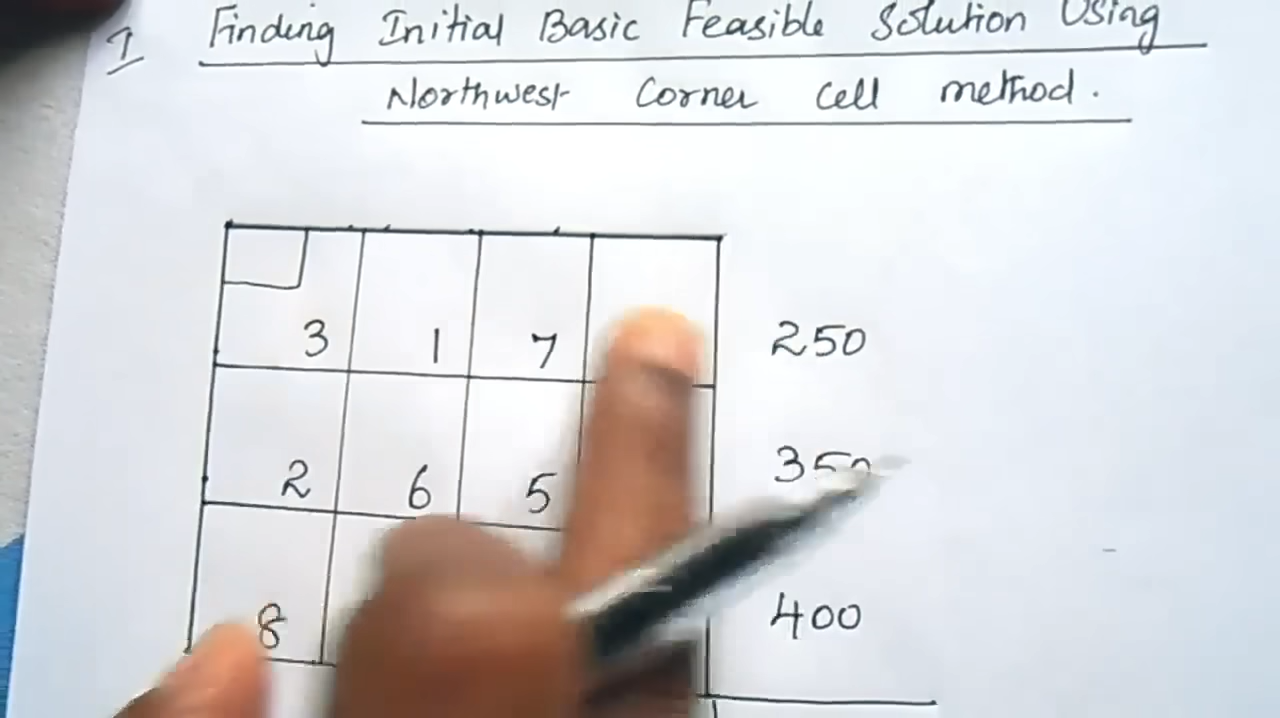 I Finding Initial Basic Feasible Solution Using
Northwest Corner Cell method.
3 1 7 250
2 6 5 350
8 400